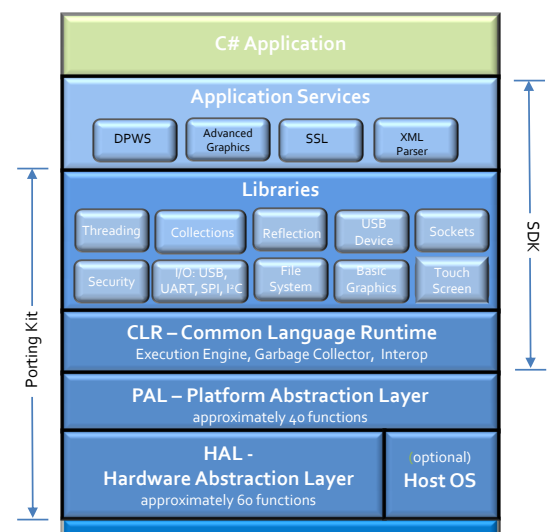 C# Application
Application Services
DPWS
Advanced
Graphics
SSL
XML
Parser
Libraries
Threading
Collections
Reflection
USB
Device
Sockets
Security
I/O: USB,
UART, SPI, I²C
File
System
Basic
Graphics
Touch
Screen
CLR – Common Language Runtime
Execution Engine, Garbage Collector, Interop
PAL – Platform Abstraction Layer
approximately 40 functions
HAL -
Hardware Abstraction Layer
approximately 60 functions
(optional)
Host OS
Porting Kit
SDK